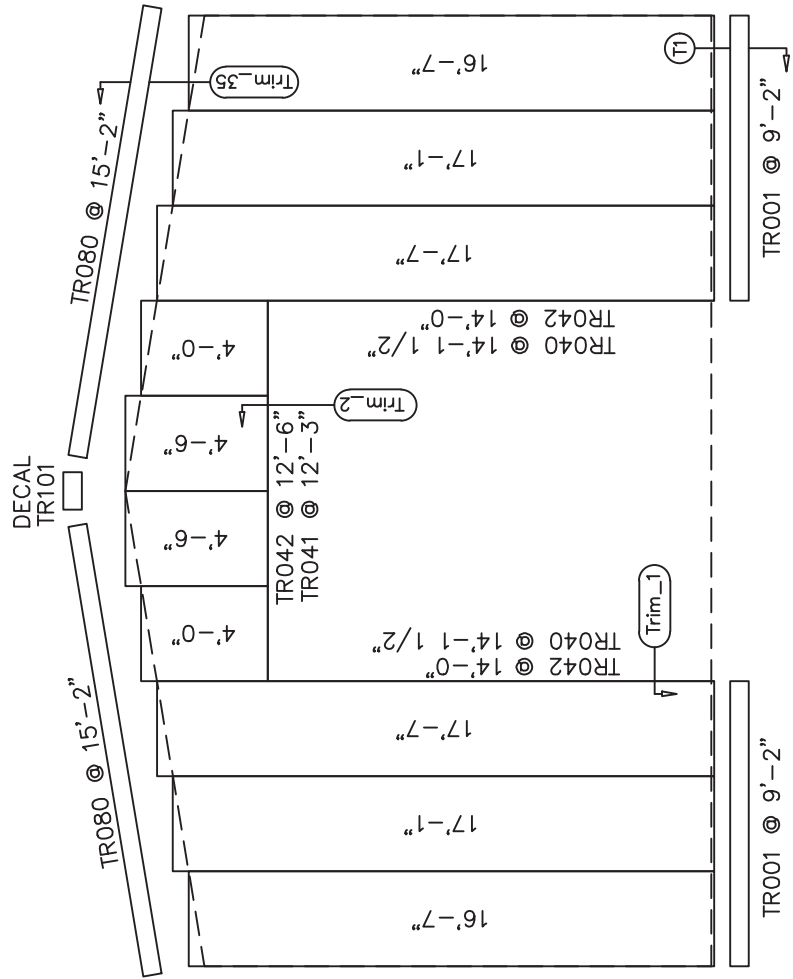 DECAL
TR101
TR080 @ 15'-2"
TR080 @ 15'-2"
Trim_35
16'-7"
17'-1"
17'-7"
4'-0"
4'-6"
4'-6"
4'-0"
17'-7"
17'-1"
16'-7"
Trim_2
TR042 @ 12'-6"
TR041 @ 12'-3"
TR042 @ 14'-0"
TR040 @ 14'-1 1/2"
TR040 @ 14'-1 1/2"
TR042 @ 14'-0"
Trim_1
T1
TR001 @ 9'-2"
TR001 @ 9'-2"